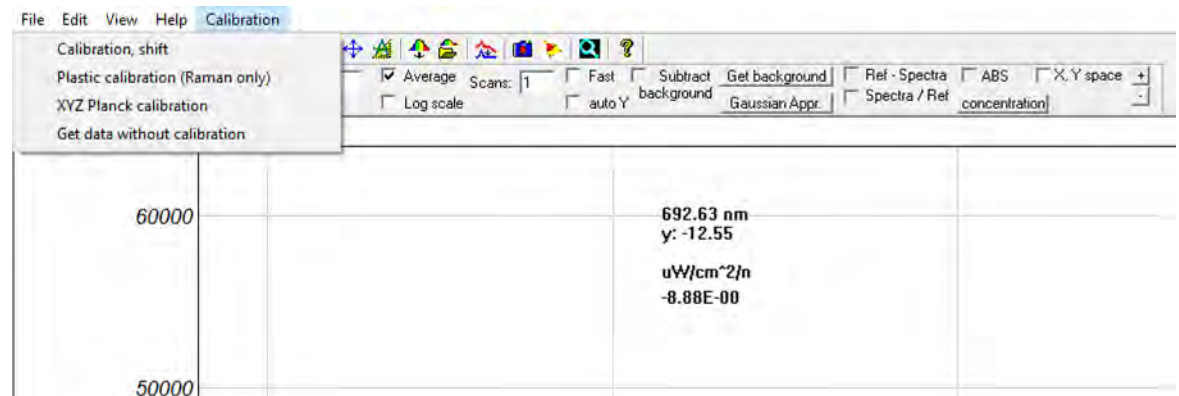 File Edit View Help Calibration
Calibration, shift
Plastic calibration (Raman only)
XYZ Planck calibration
Get data without calibration
Average Scans: 1 Fast Subtract background Get background Ref - Spectra ABS X, Y space +
Log scale auto Y Gaussian Appr. Spectra / Ref concentration -
60000
692.63 nm
y: -12.55
uW/cm^2/n
-8.88E-00
50000